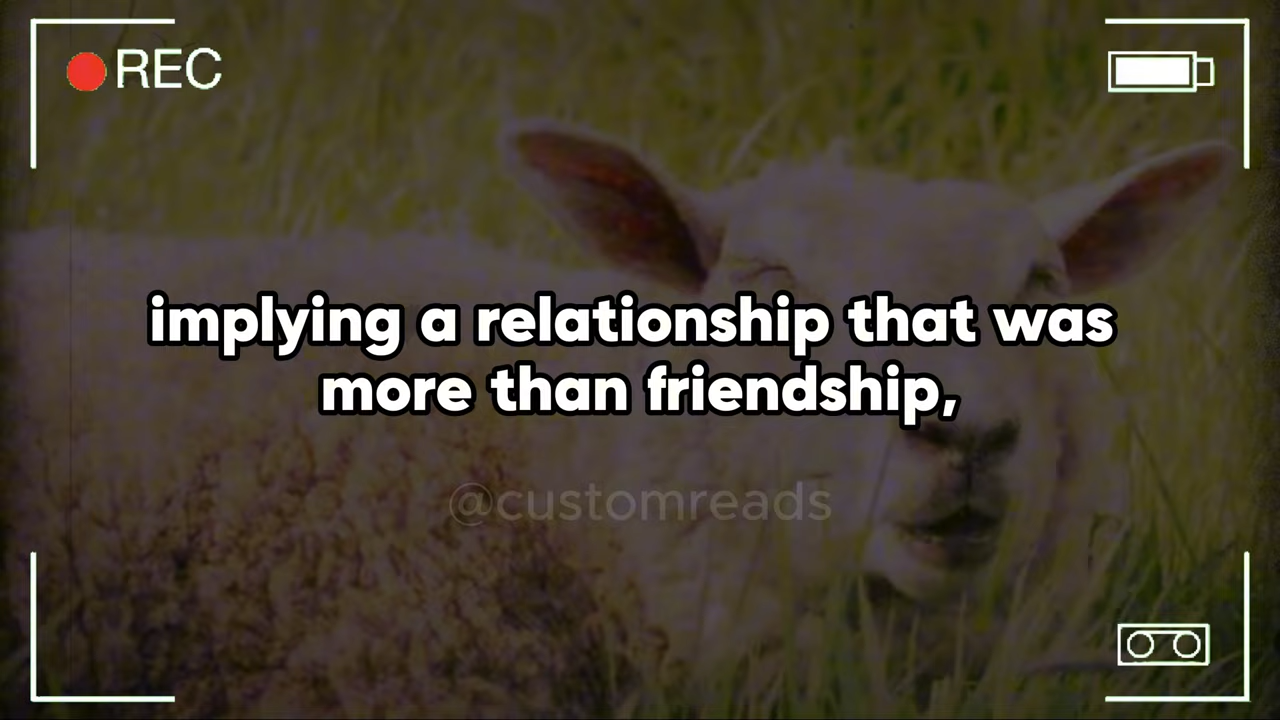 REC
implying a relationship that was
more than friendship,
@customreads